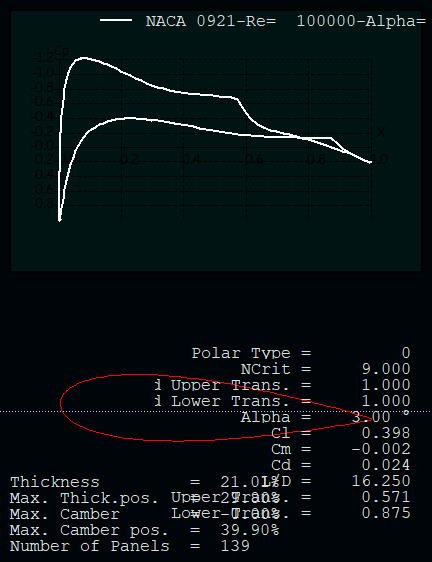 NACA 0921-Re= 100000-Alpha=
Cp
-1.2
-1.0
-0.8
-0.6
-0.4
-0.2
-0.0
X
0.2
0.2 0.6 0.8 1.0
0.4
0.6
0.8
Polar Type = 0
NCrit = 9.000
i Upper Trans. = 1.000
i Lower Trans. = 1.000
Alpha = 3.00 °
Cl = 0.398
Cm = -0.002
Cd = 0.024
L/D = 16.250
Upper Trans. = 0.571
Lower Trans. = 0.875
Thickness = 21.01%
Max. Thick.pos. = 29.30%
Max. Camber = -0.00%
Max. Camber pos. = 39.90%
Number of Panels = 139